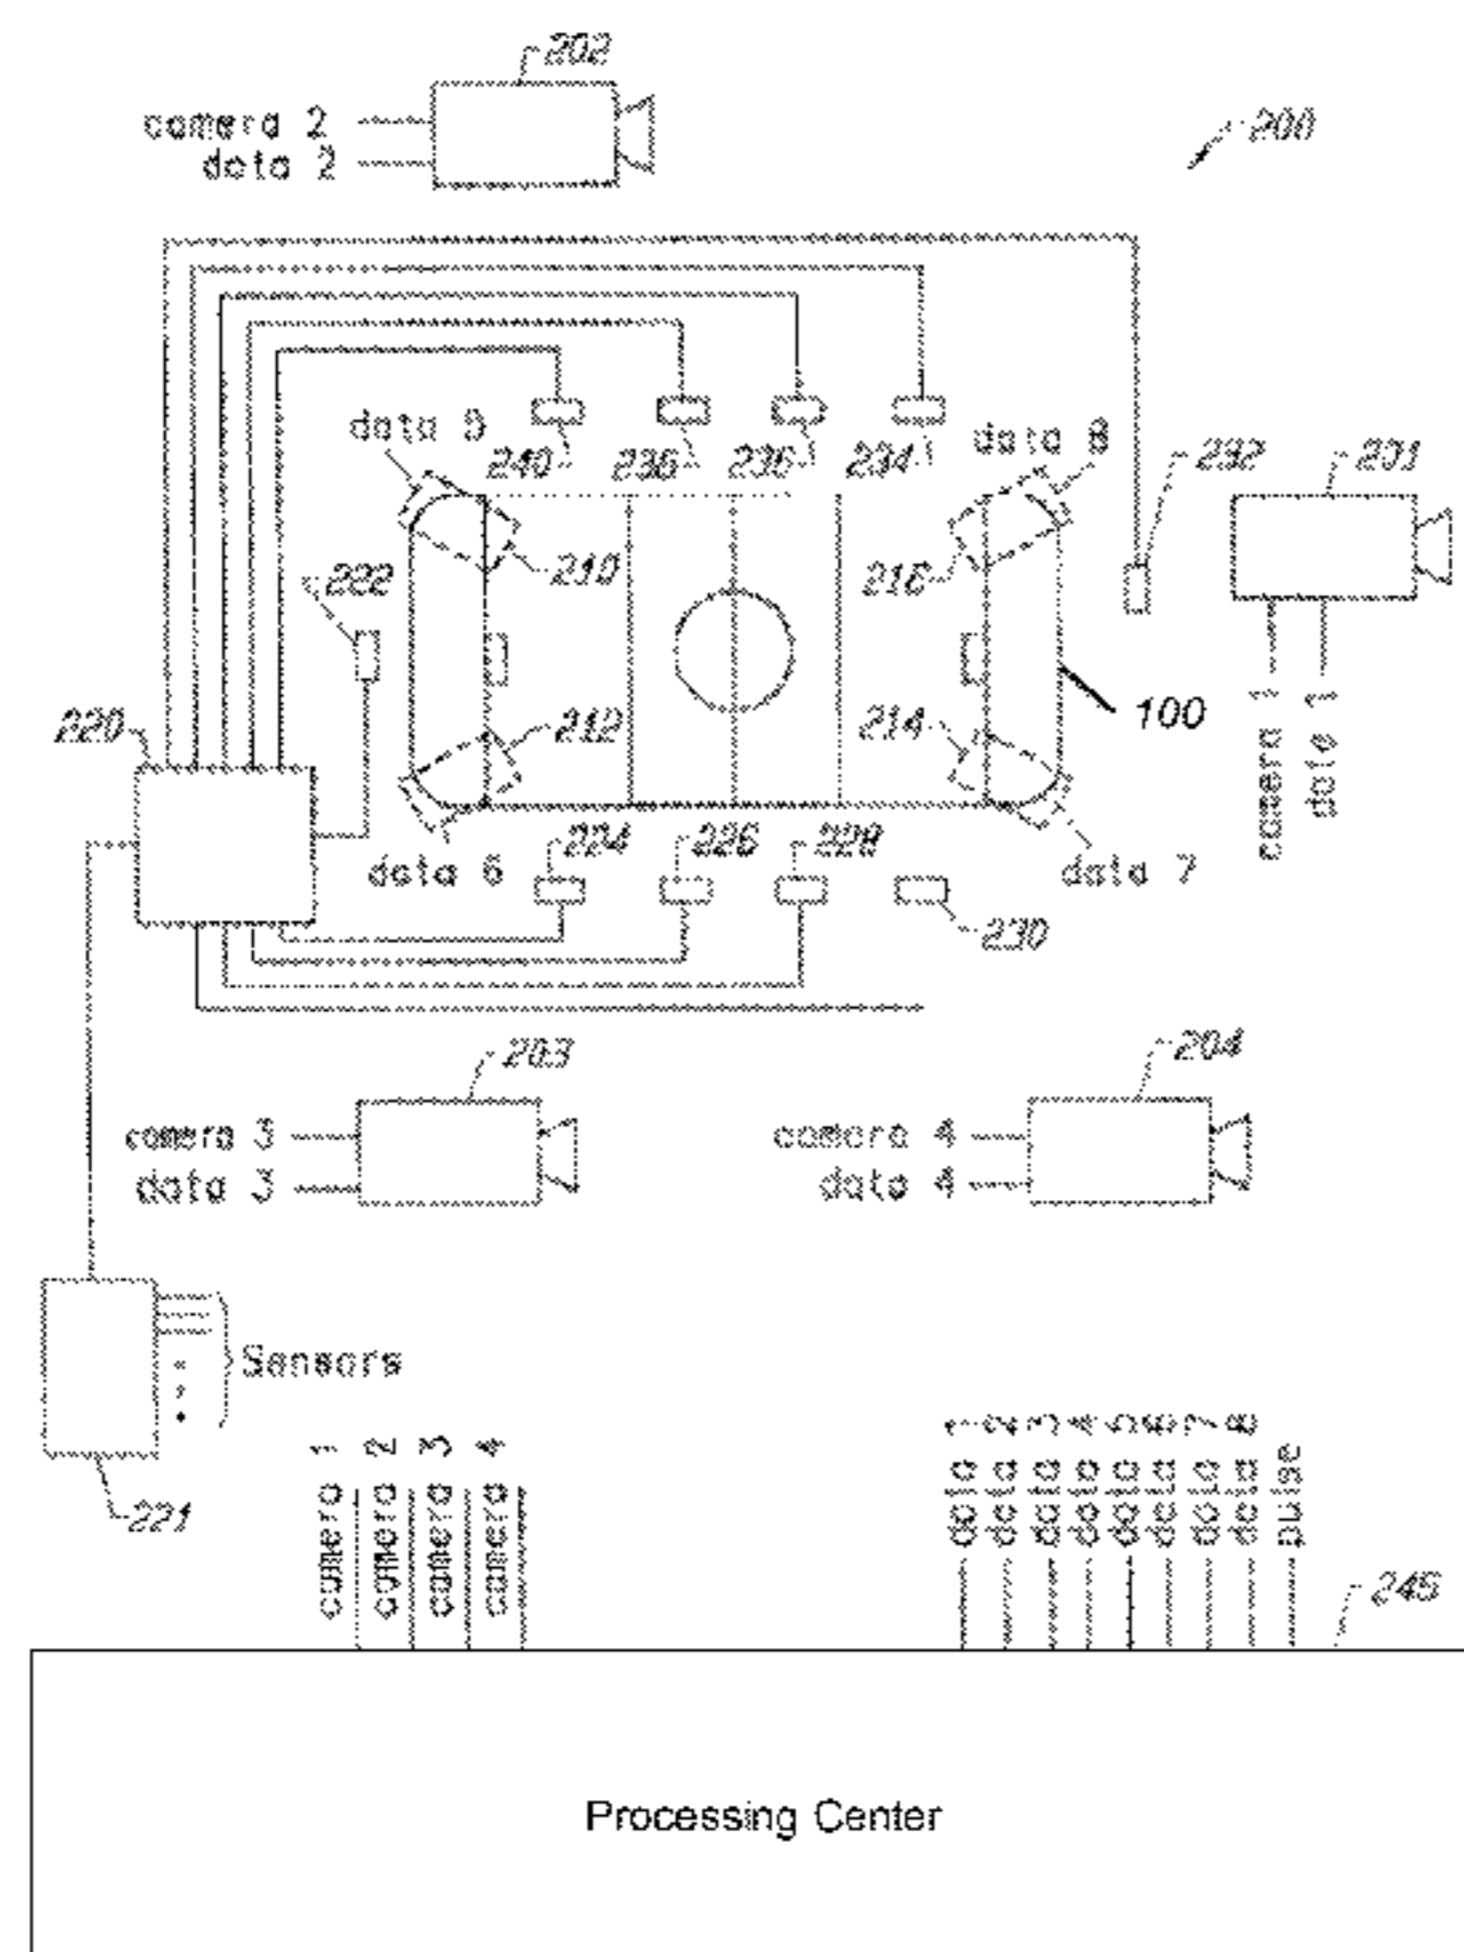 202
camera 2
data 2
200
data 5
240
236
234
data 8
232
201
210
216
222
100
220
212
214
camera 1
data 1
224
226
228
data 6
data 7
230
203
204
camera 3
data 3
camera 4
data 4
Sensors
221
camera 1
camera 2
camera 3
camera 4
data 1
data 2
data 3
data 4
data 5
data 6
data 7
data 8
pulse
245
Processing Center